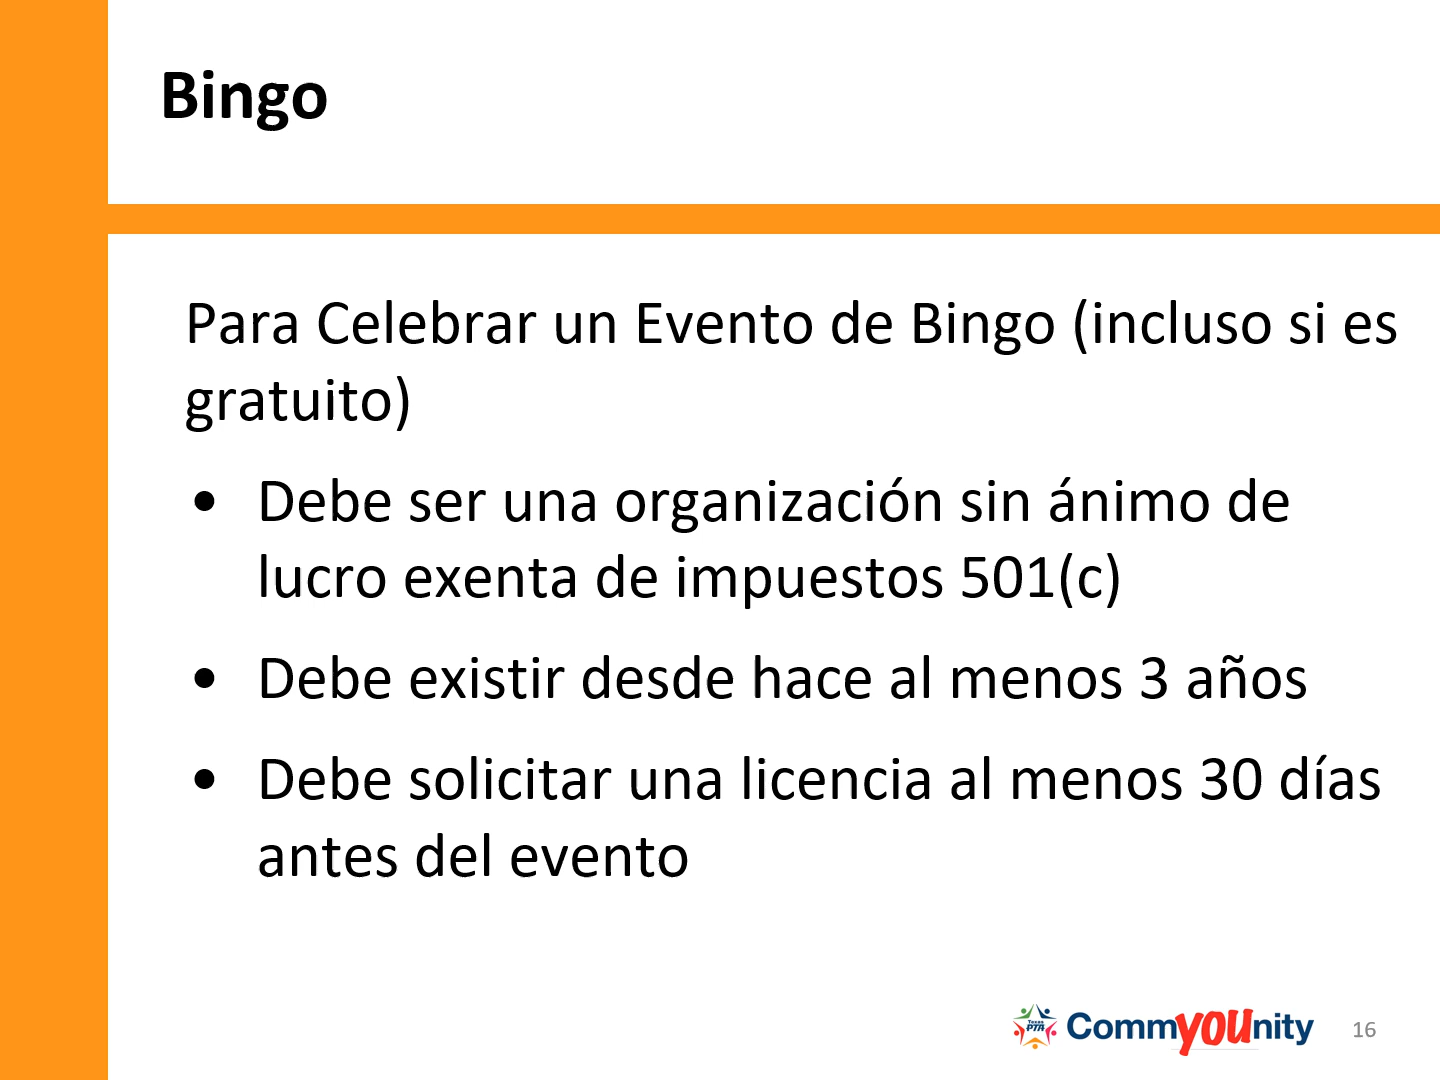 Bingo
Para Celebrar un Evento de Bingo (incluso si es
gratuito)
• Debe ser una organización sin ánimo de
lucro exenta de impuestos 501(c)
• Debe existir desde hace al menos 3 años
• Debe solicitar una licencia al menos 30 días
antes del evento
Texas
PTA
CommYOUnity
16